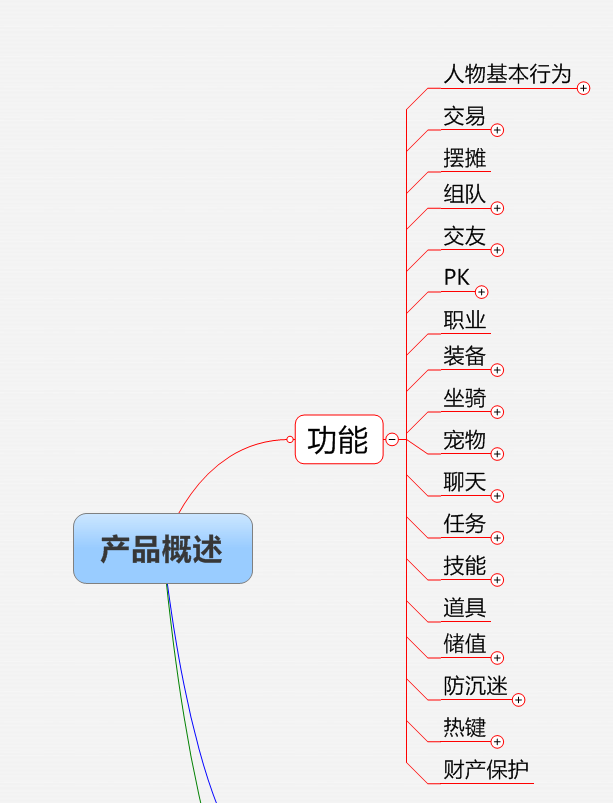 人物基本行为
交易
摆摊
组队
交友
PK
职业
装备
坐骑
功能
宠物
聊天
任务
产品概述
技能
道具
储值
防沉迷
热键
财产保护